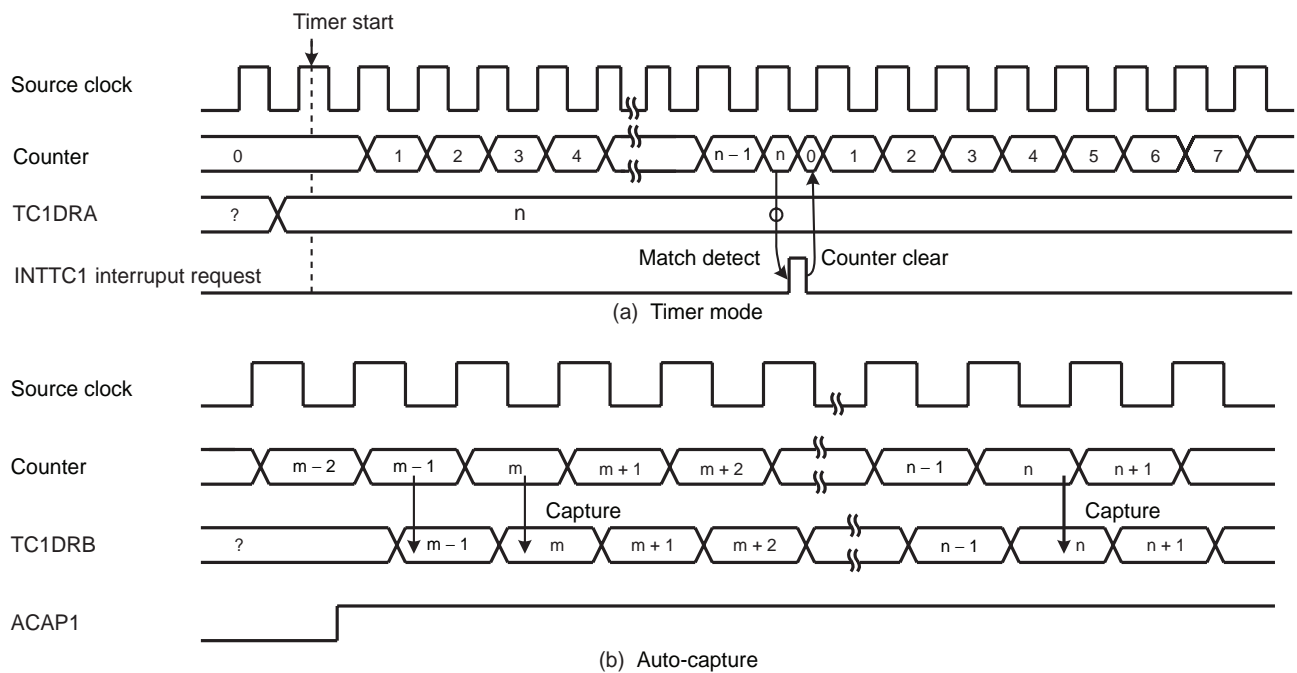 Timer start
Source clock
Counter
0 1 2 3 4 n – 1 n 0 1 2 3 4 5 6 7
TC1DRA
? n
Match detect Counter clear
INTTC1 interruput request
(a) Timer mode
Source clock
Counter
m – 2 m – 1 m m + 1 m + 2 n – 1 n n + 1
Capture Capture
TC1DRB
? m – 1 m m + 1 m + 2 n – 1 n n + 1
ACAP1
(b) Auto-capture